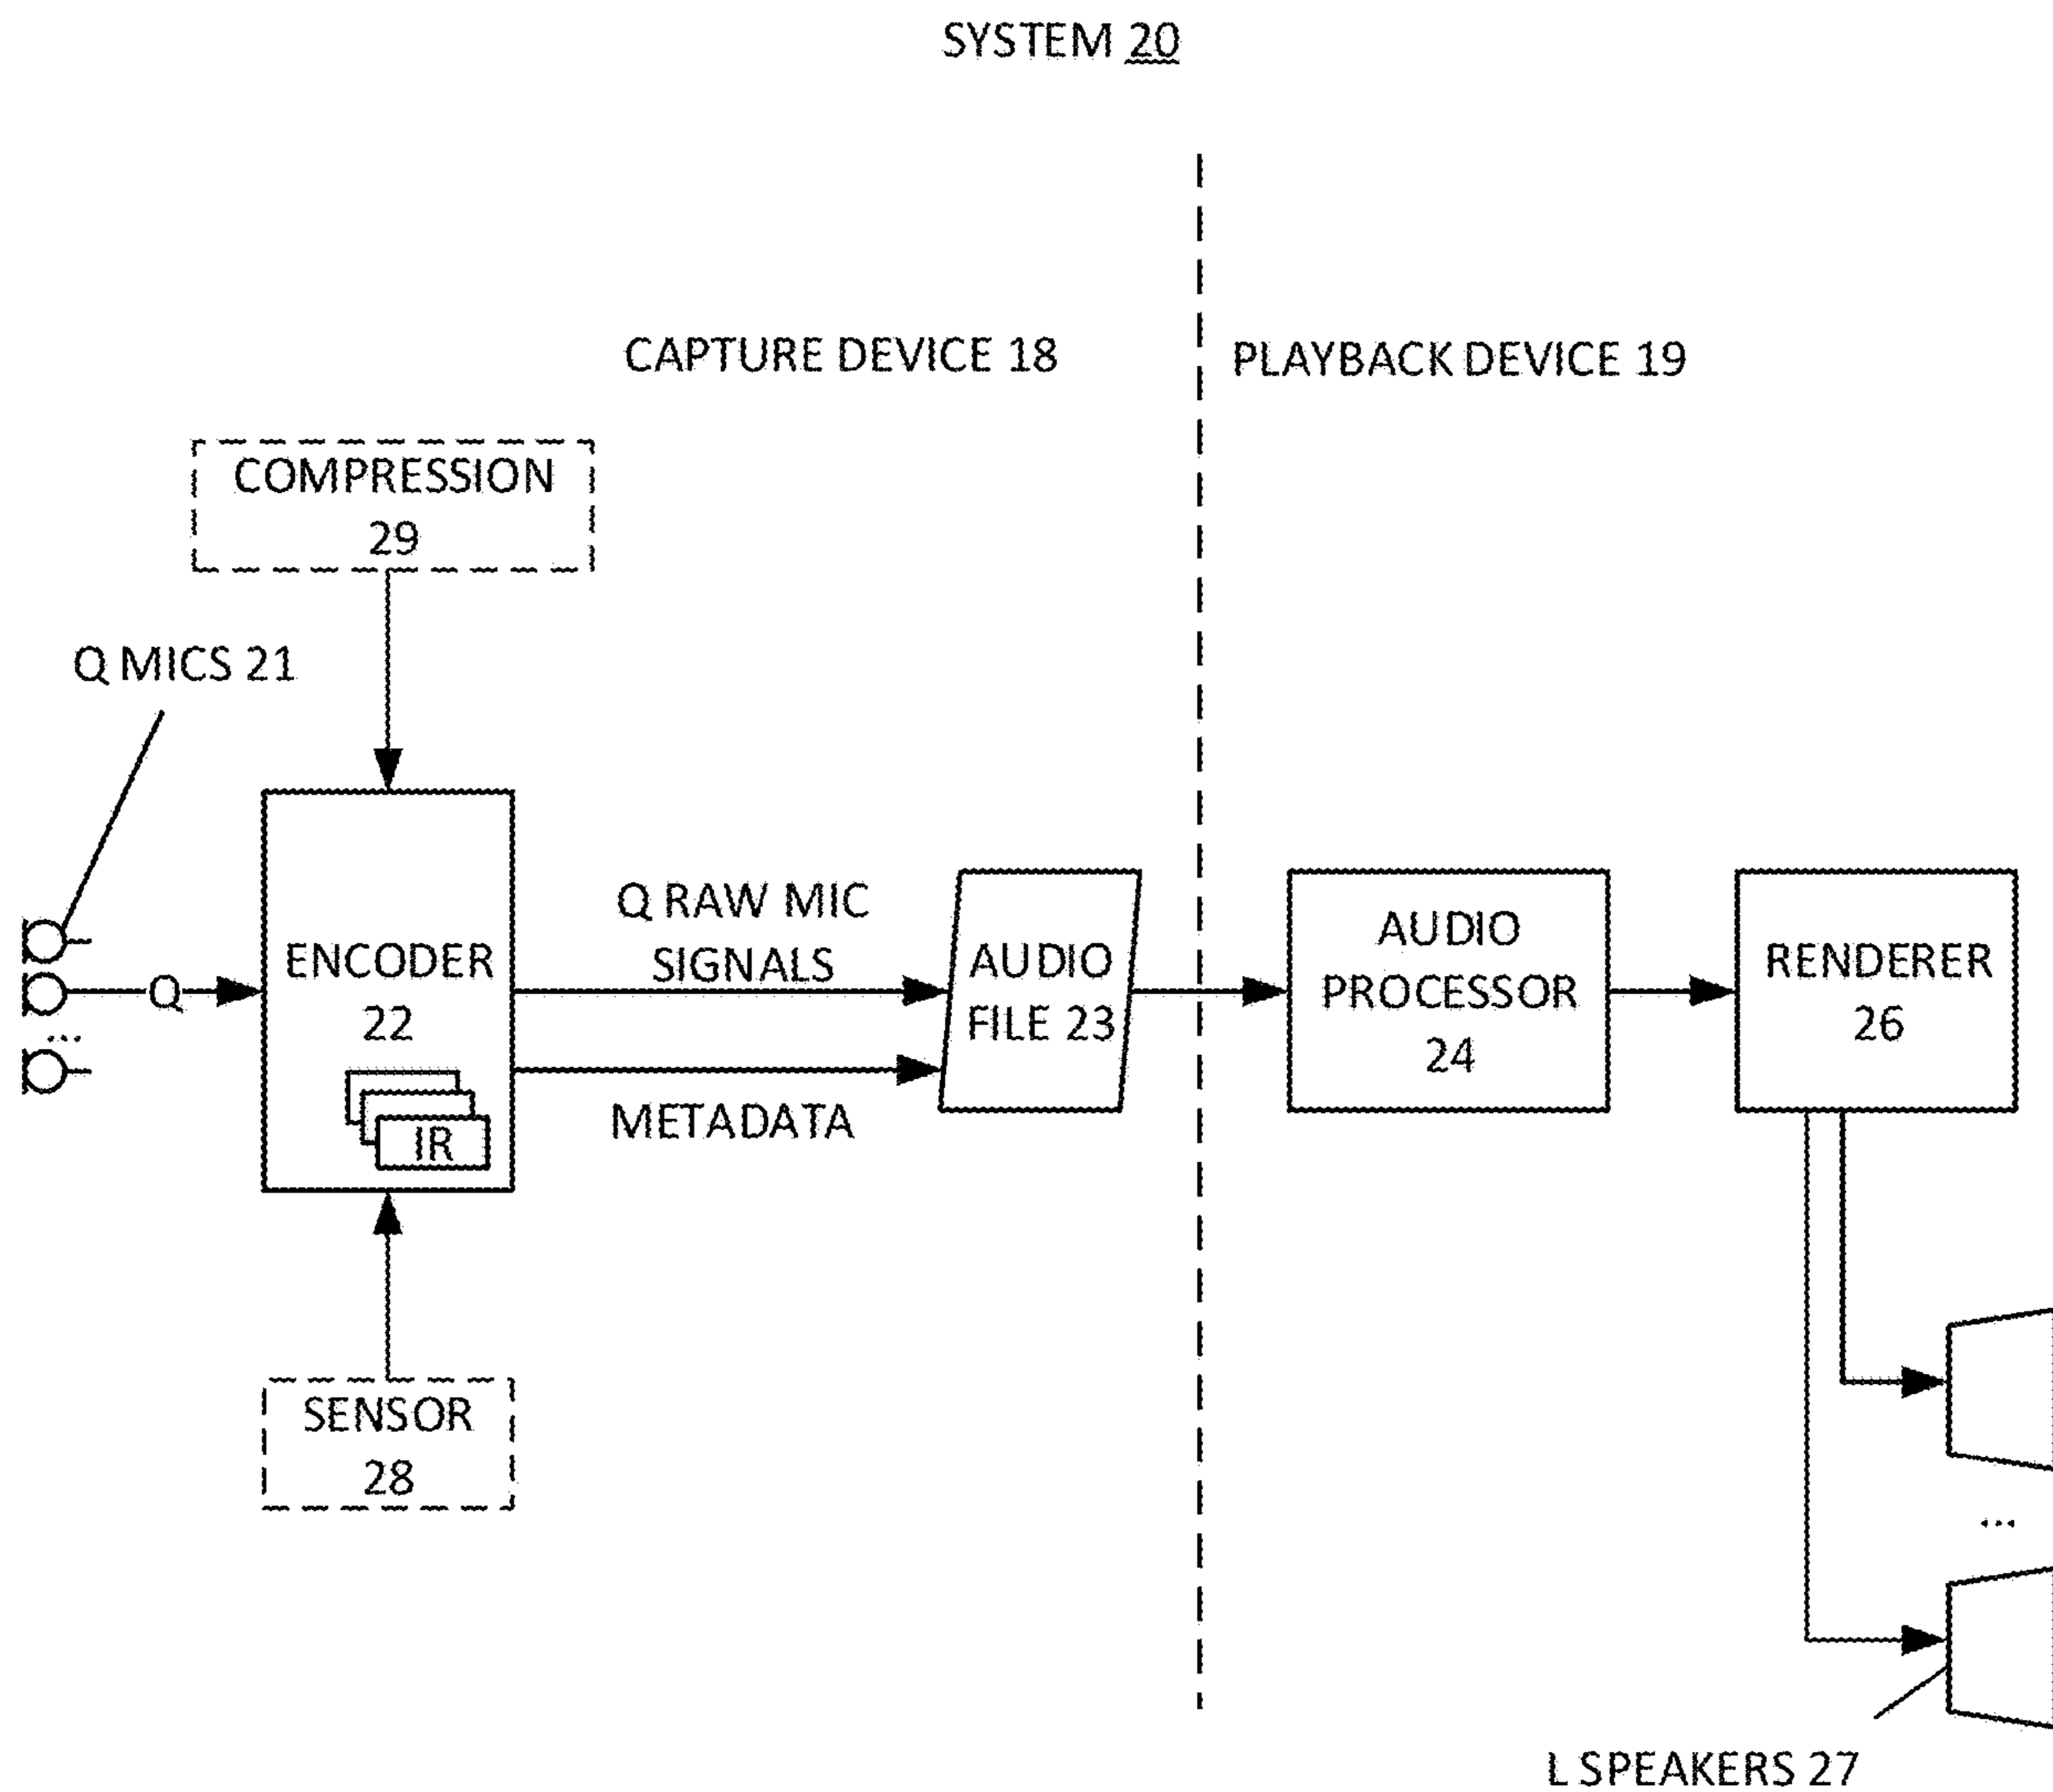 SYSTEM 20
CAPTURE DEVICE 18
PLAYBACK DEVICE 19
COMPRESSION
29
Q MICS 21
Q
...
ENCODER
22
IR
Q RAW MIC
SIGNALS
METADATA
AUDIO
FILE 23
AUDIO
PROCESSOR
24
RENDERER
26
SENSOR
28
...
L SPEAKERS 27